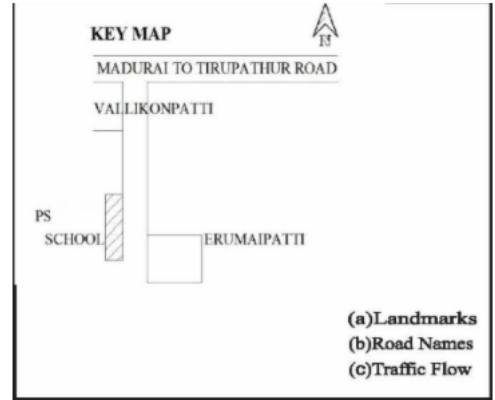 KEY MAP
N
MADURAI TO TIRUPATHUR ROAD
VALLIKONPATTI
PS
SCHOOL
ERUMAIPATTI
(a)Landmarks
(b)Road Names
(c)Traffic Flow